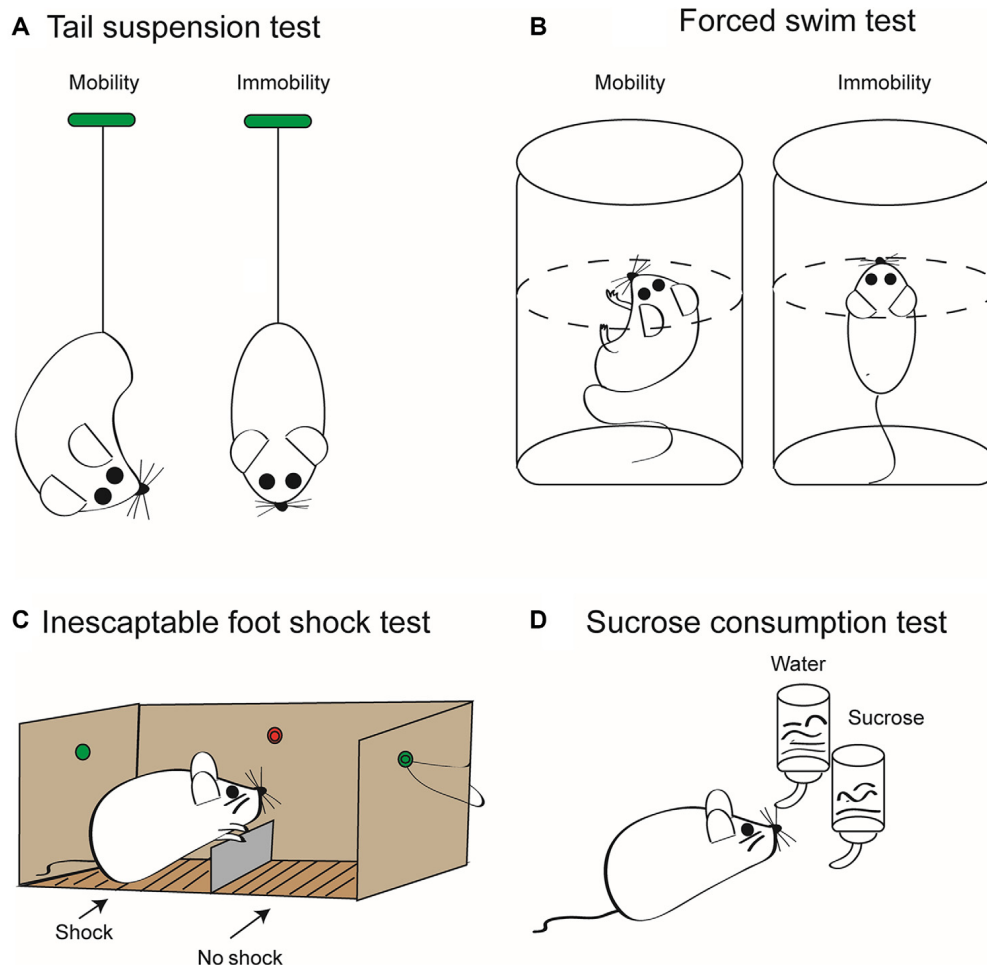 A Tail suspension test
Mobility Immobility
B Forced swim test
Mobility Immobility
C Inescaptable foot shock test
Shock
No shock
D Sucrose consumption test
Water
Sucrose